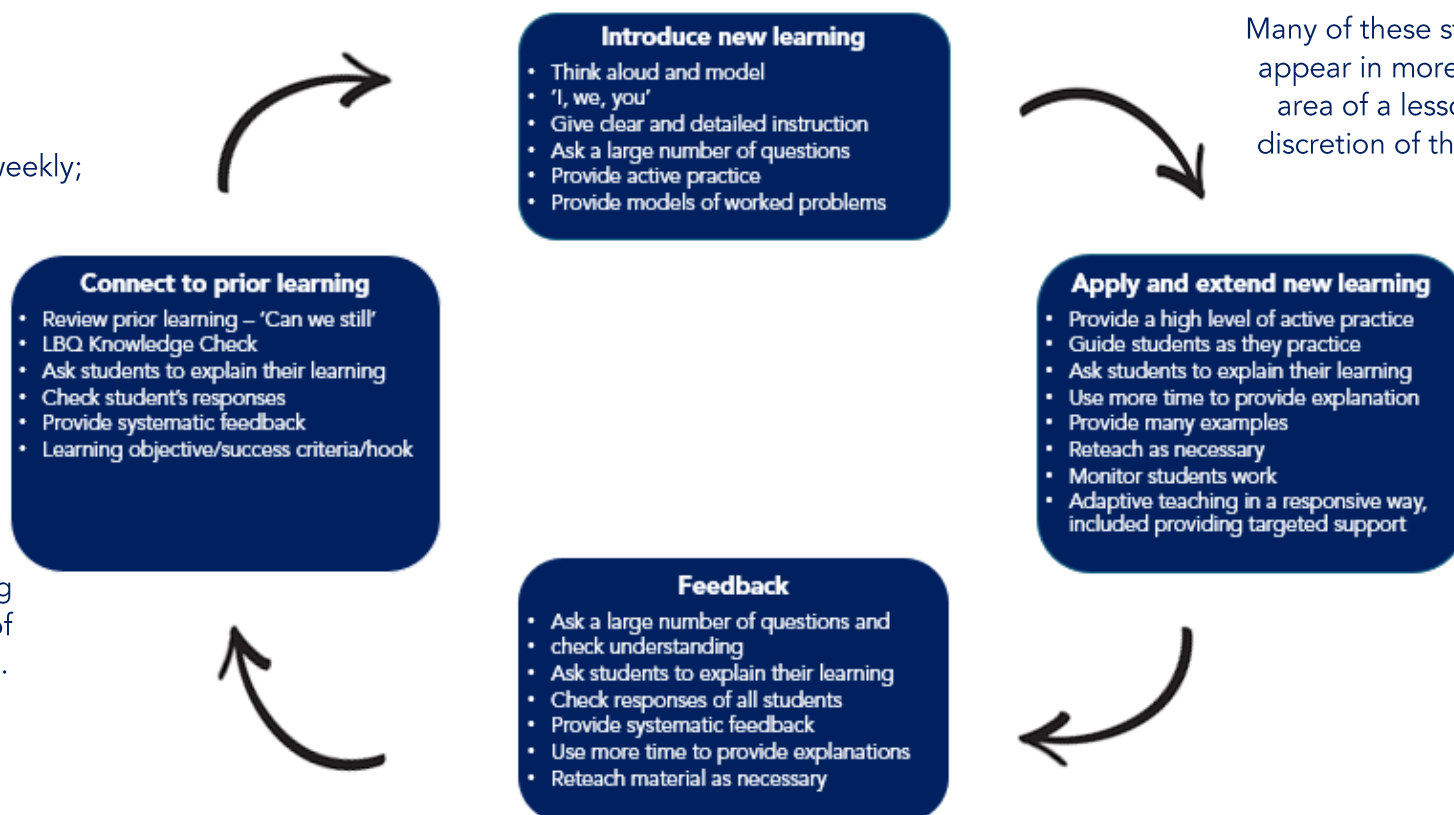 Introduce new learning
• Think aloud and model
• 'I, we, you'
• Give clear and detailed instruction
• Ask a large number of questions
• Provide active practice
• Provide models of worked problems
Many of these
appear in more
area of a
discretion of
weekly;
Connect to prior learning
• Review prior learning – 'Can we still'
• LBQ Knowledge Check
• Ask students to explain their learning
• Check student's responses
• Provide systematic feedback
• Learning objective/success criteria/hook
Apply and extend new learning
• Provide a high level of active practice
• Guide students as they practice
• Ask students to explain their learning
• Use more time to provide explanation
• Provide many examples
• Reteach as necessary
• Monitor students work
• Adaptive teaching in a responsive way,
included providing targeted support
of
.
Feedback
• Ask a large number of questions and
• check understanding
• Ask students to explain their learning
• Check responses of all students
• Provide systematic feedback
• Use more time to provide explanations
• Reteach material as necessary